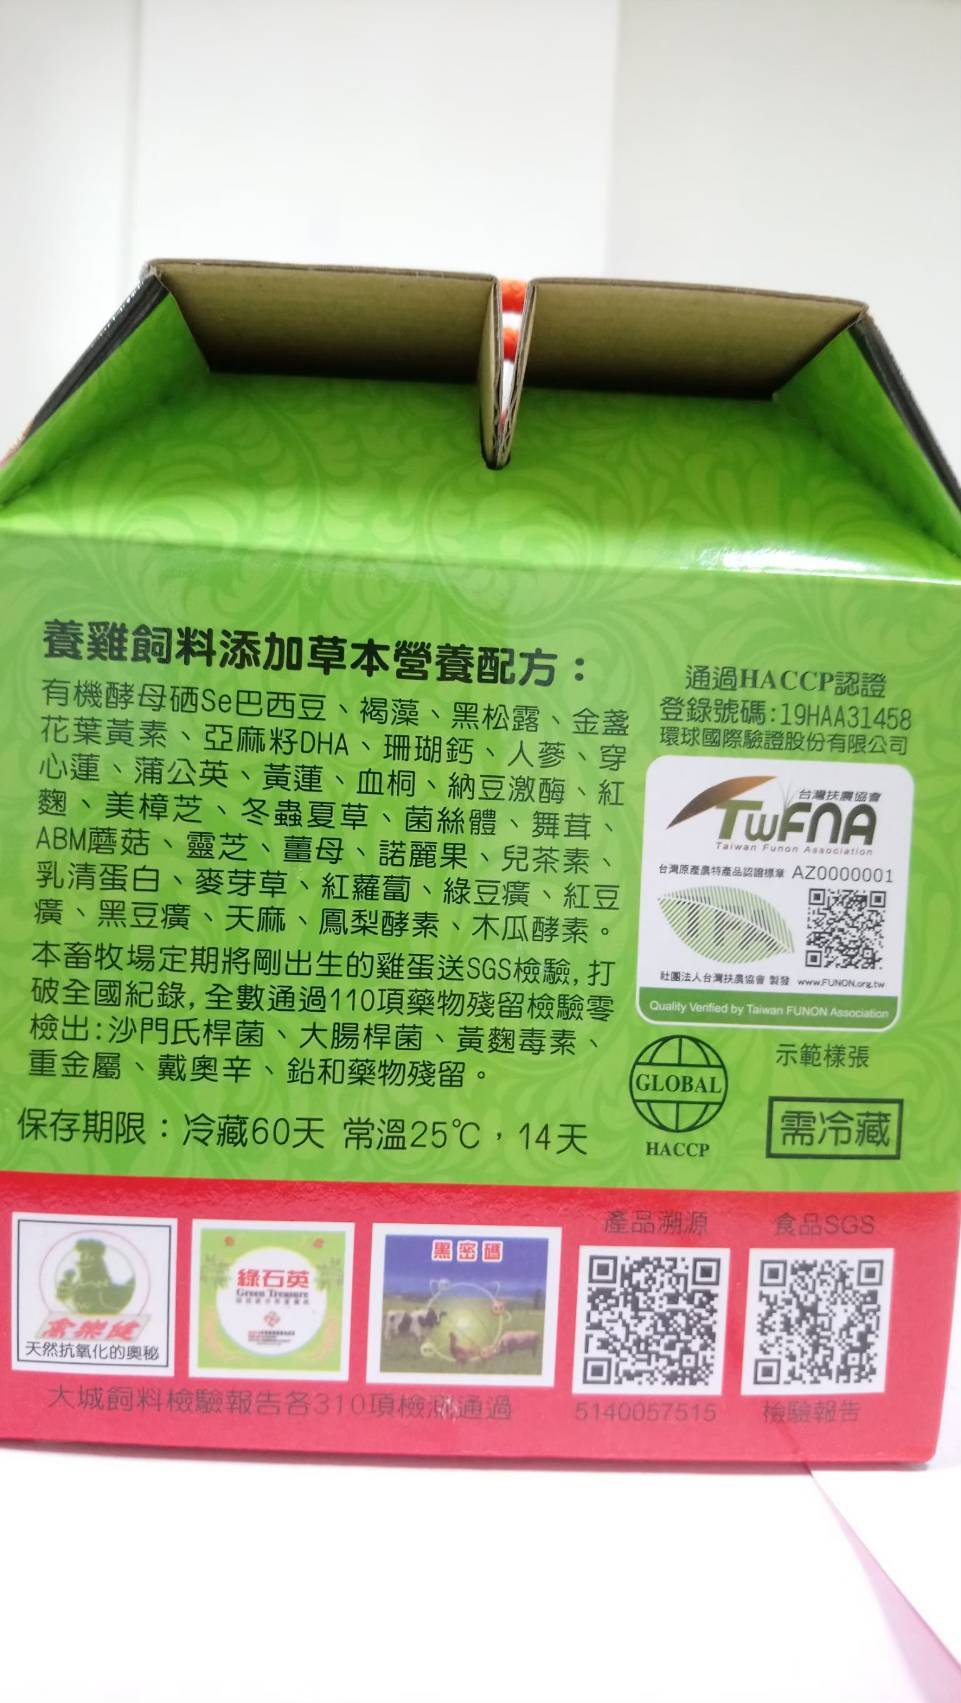 養雞飼料添加草本營養配方：
有機酵母硒Se巴西豆、褐藻、黑松露、金盞
花葉黃素、亞麻籽DHA、珊瑚鈣、人蔘、穿
心蓮、蒲公英、黃蓮、血桐、納豆激酶、紅
麴、美樟芝、冬蟲夏草、菌絲體、舞茸、
ABM蘑菇、靈芝、薑母、諾麗果、兒茶素、
乳清蛋白、麥芽草、紅蘿蔔、綠豆癀、紅豆
癀、黑豆癀、天麻、鳳梨酵素、木瓜酵素。
本畜牧場定期將剛出生的雞蛋送SGS檢驗,打
破全國紀錄,全數通過110項藥物殘留檢驗零
檢出:沙門氏桿菌、大腸桿菌、黃麴毒素、
重金屬、戴奧辛、鉛和藥物殘留。
保存期限：冷藏60天 常溫25℃，14天
通過HACCP認證
登錄號碼:19HAA31458
環球國際驗證股份有限公司
台灣扶農協會
TWFNA
Taiwan Funon Association
台灣原產農特產品認證標章 AZ0000001
社團法人台灣扶農協會 製發 www.FUNON.org.tw
Quality Verified by Taiwan FUNON Association
示範樣張
GLOBAL
HACCP
需冷藏
禽樂健
天然抗氧化的奧秘
綠石英
Green Treasure
黑密碼
產品溯源
5140057515
食品SGS
檢驗報告
大城飼料檢驗報告各310項檢測通過